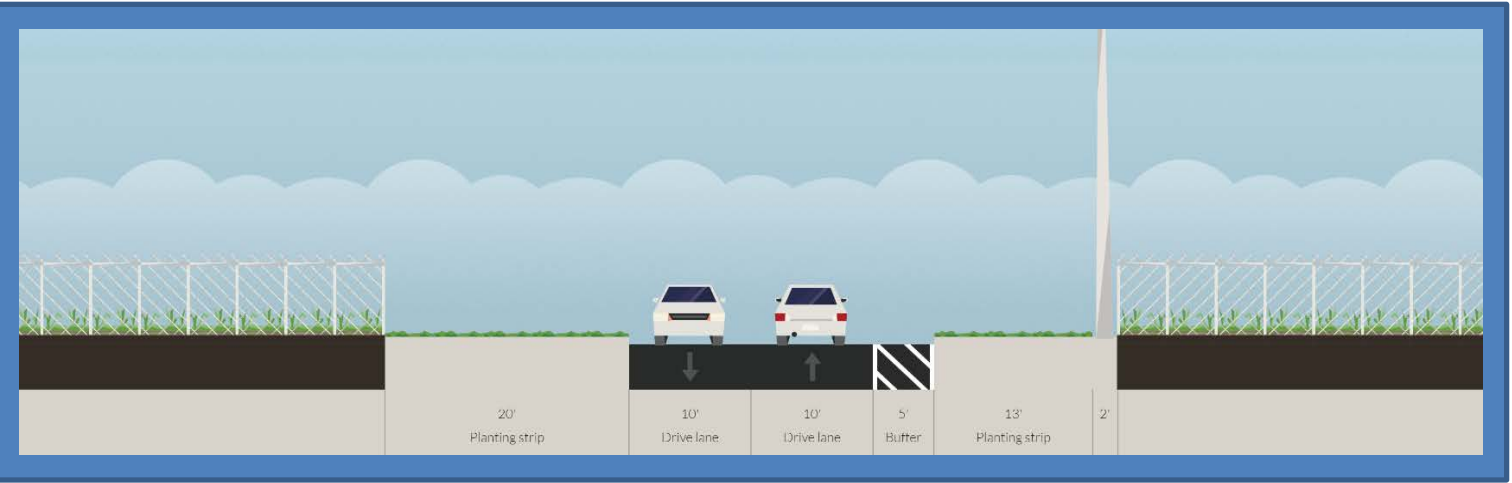 20' 10' 10' 5' 13' 2'
Planting strip Drive lane Drive lane Buffer Planting strip